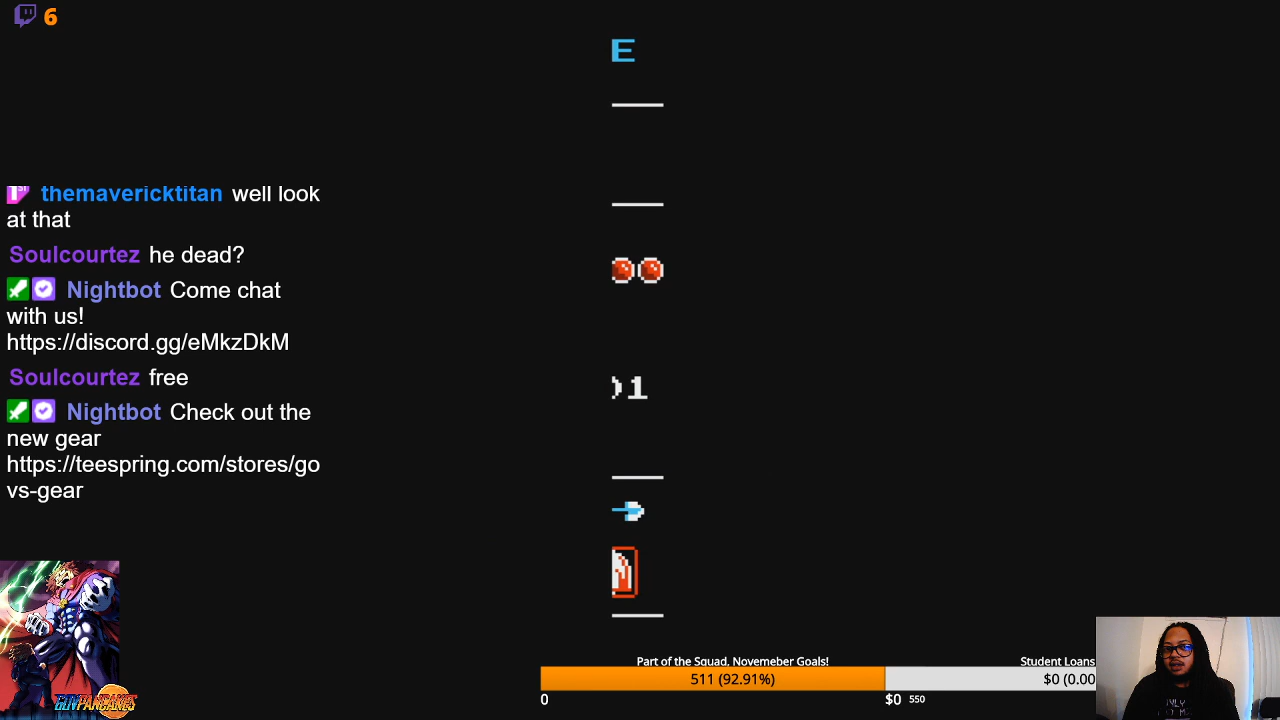 6
E
1
themavericktitan well look
at that
Soulcourtez he dead?
Nightbot Come chat
with us!
https://discord.gg/eMkzDkM
Soulcourtez free
Nightbot Check out the
new gear
https://teespring.com/stores/go
vs-gear
Part of the Squad, Novemeber Goals!
511 (92.91%)
0
550
Student Loans
$0 (0.00
$0